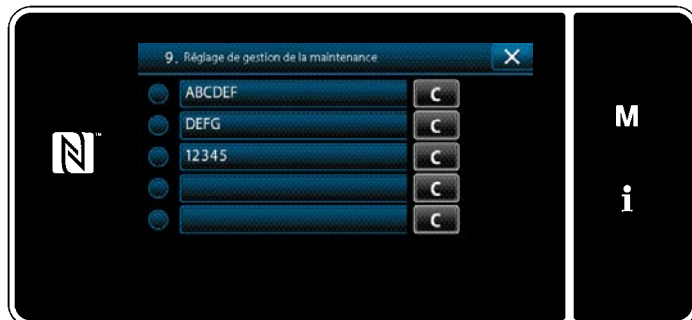 9. Réglage de gestion de la maintenance
ABCDEF C
DEFG C
12345 C
C
C
M
i
N